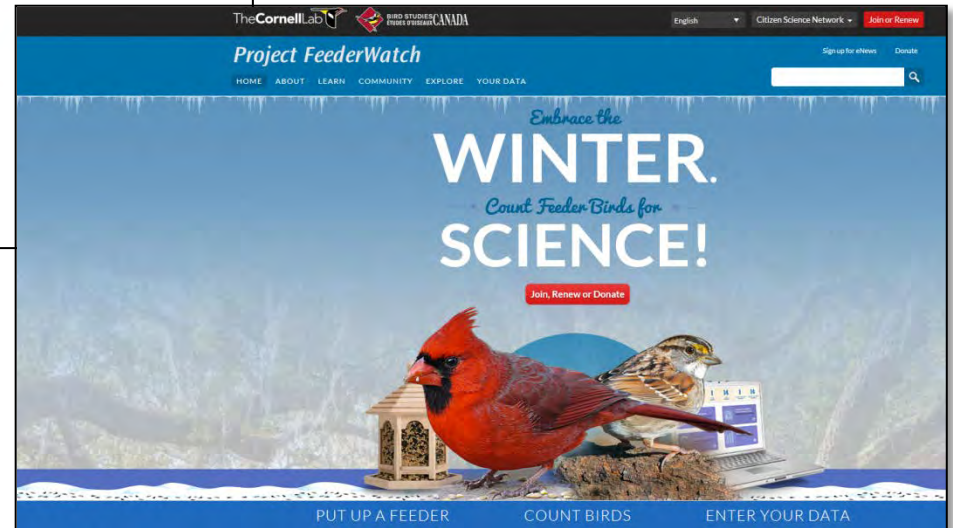 TheCornellLab BIRD STUDIES CANADA English Citizen Science Network Join or Renew
ÉTUDES D'OISEAUX
Project FeederWatch Sign up for eNews Donate
HOME ABOUT LEARN COMMUNITY EXPLORE YOUR DATA
Embrace the
WINTER.
Count Feeder Birds for
SCIENCE!
Join, Renew or Donate
PUT UP A FEEDER COUNT BIRDS ENTER YOUR DATA